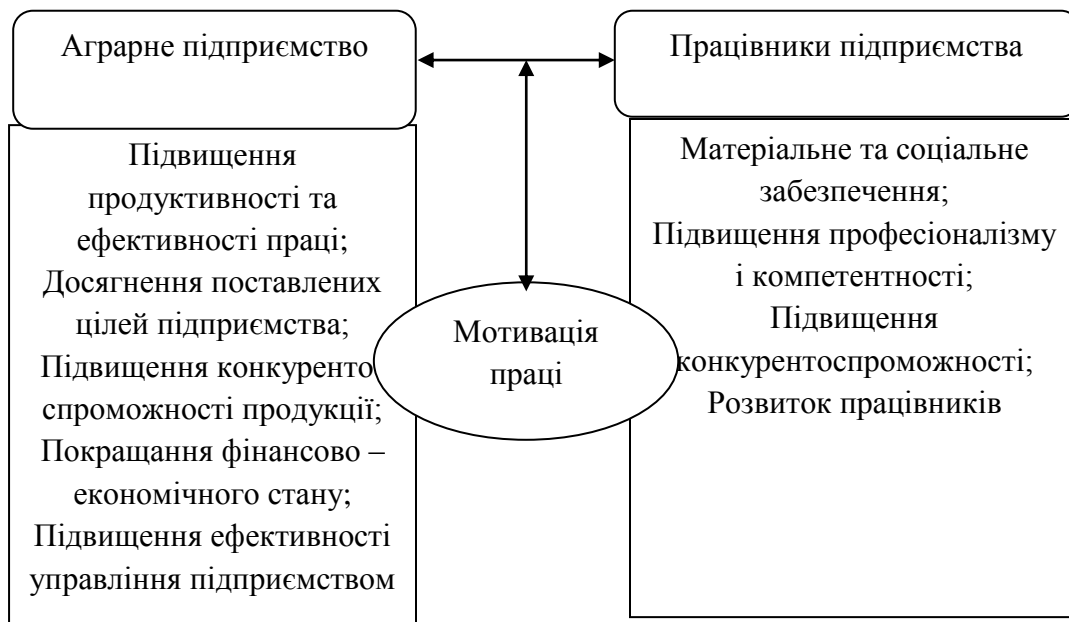 Аграрне підприємство
Підвищення
продуктивності та
ефективності праці;
Досягнення поставлених
цілей підприємства;
Підвищення конкуренто
спроможності продукції;
Покращання фінансово –
економічного стану;
Підвищення ефективності
управління підприємством
Мотивація
праці
Працівники підприємства
Матеріальне та соціальне
забезпечення;
Підвищення професіоналізму
і компетентності;
Підвищення
конкурентоспроможності;
Розвиток працівників